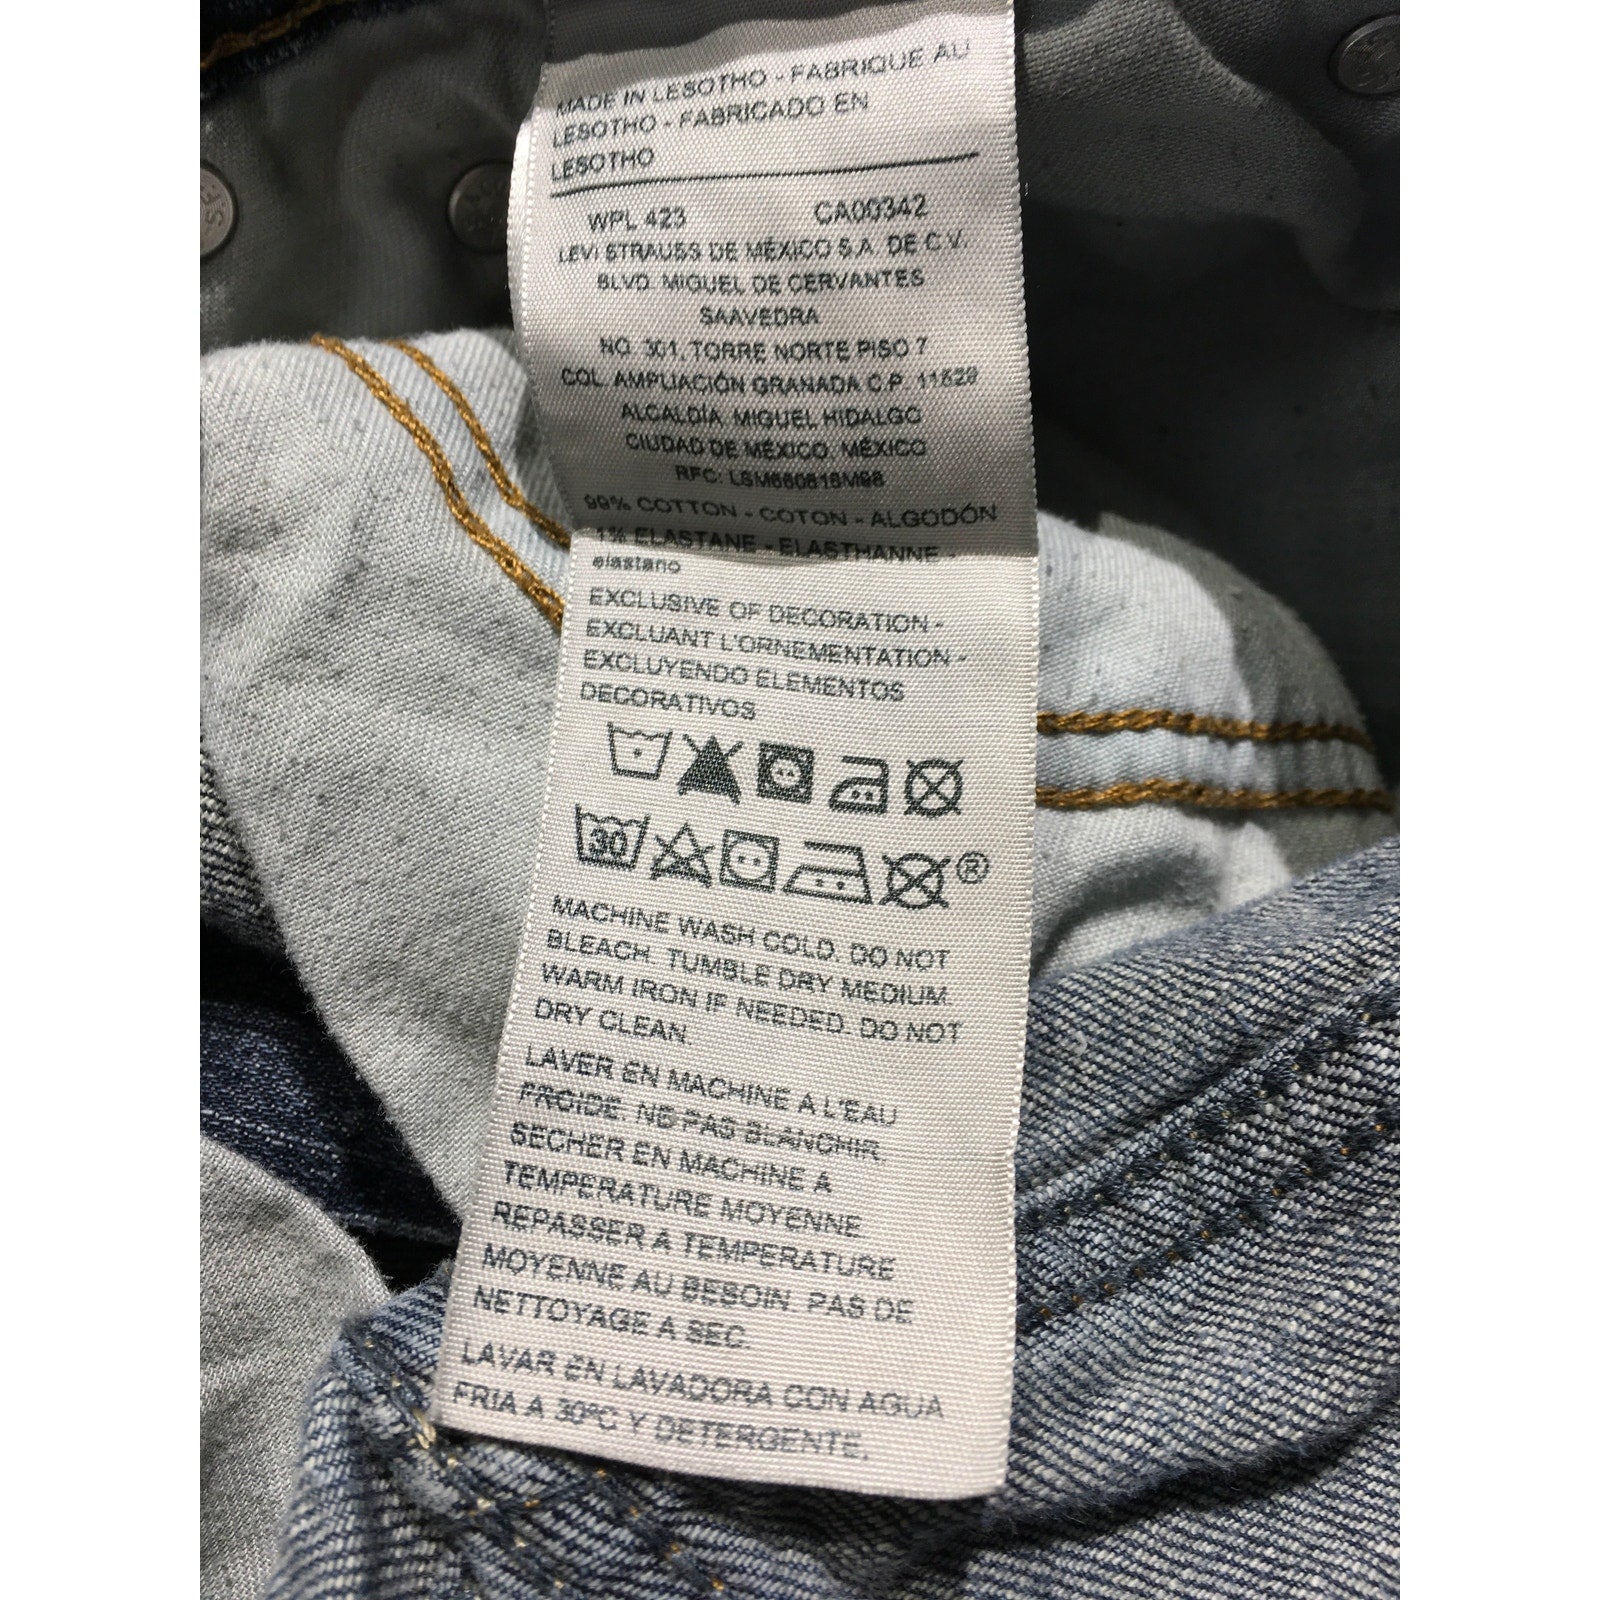 MADE IN LESOTHO - FABRIQUE AU
LESOTHO - FABRICADO EN
LESOTHO
WPL 423 CA00342
LEVI STRAUSS DE MÉXICO S.A. DE C.V.
BLVD. MIGUEL DE CERVANTES
SAAVEDRA
NO. 301, TORRE NORTE PISO 7
COL. AMPLIACIÓN GRANADA C.P. 11529
ALCALDÍA MIGUEL HIDALGO
CIUDAD DE MÉXICO, MÉXICO
RFC:
99% COTTON - COTON - ALGODÓN
1% ELASTANE - ELASTHANNE -
elastano
EXCLUSIVE OF DECORATION -
EXCLUANT L'ORNEMENTATION -
EXCLUYENDO ELEMENTOS
DECORATIVOS
30 ®
MACHINE WASH COLD. DO NOT
BLEACH. TUMBLE DRY MEDIUM.
WARM IRON IF NEEDED. DO NOT
DRY CLEAN.
LAVER EN MACHINE A L'EAU
FROIDE. NE PAS BLANCHIR.
SECHER EN MACHINE A
TEMPERATURE MOYENNE
REPASSER A TEMPERATURE
MOYENNE AU BESOIN. PAS DE
NETTOYAGE A SEC.
LAVAR EN LAVADORA CON AGUA
FRIA A 30ºC Y DETERGENTE,